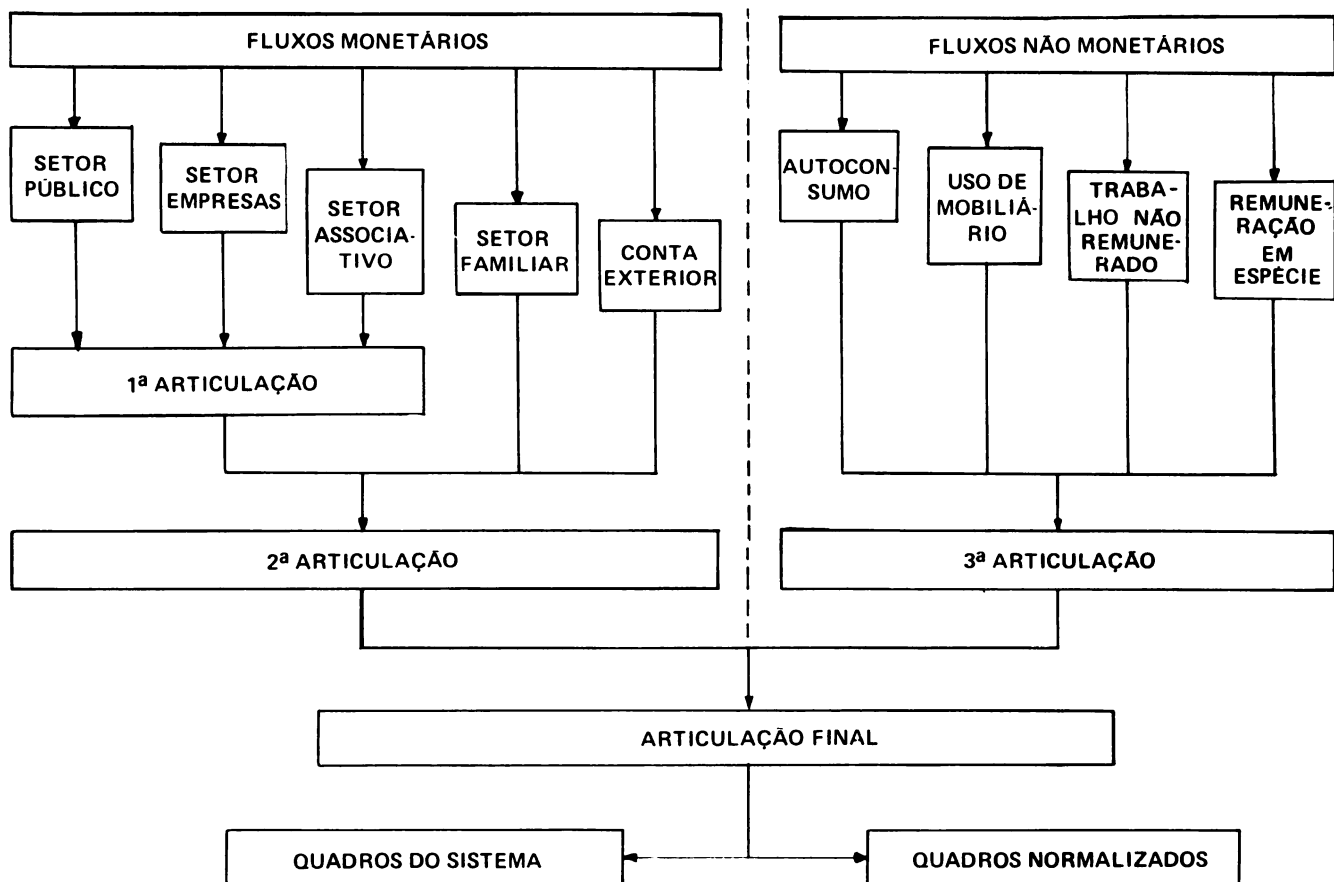 FLUXOS MONETÁRIOS
FLUXOS NÃO MONETÁRIOS
SETOR
PÚBLICO
SETOR
EMPRESAS
SETOR
ASSOCIA-
TIVO
SETOR
FAMILIAR
CONTA
EXTERIOR
AUTOCON-
SUMO
USO DE
MOBILIÁ-
RIO
TRABA-
LHO NÃO
REMUNE-
RADO
REMUNE-
RAÇÃO
EM
ESPÉCIE
1ª ARTICULAÇÃO
2ª ARTICULAÇÃO
3ª ARTICULAÇÃO
ARTICULAÇÃO FINAL
QUADROS DO SISTEMA
QUADROS NORMALIZADOS